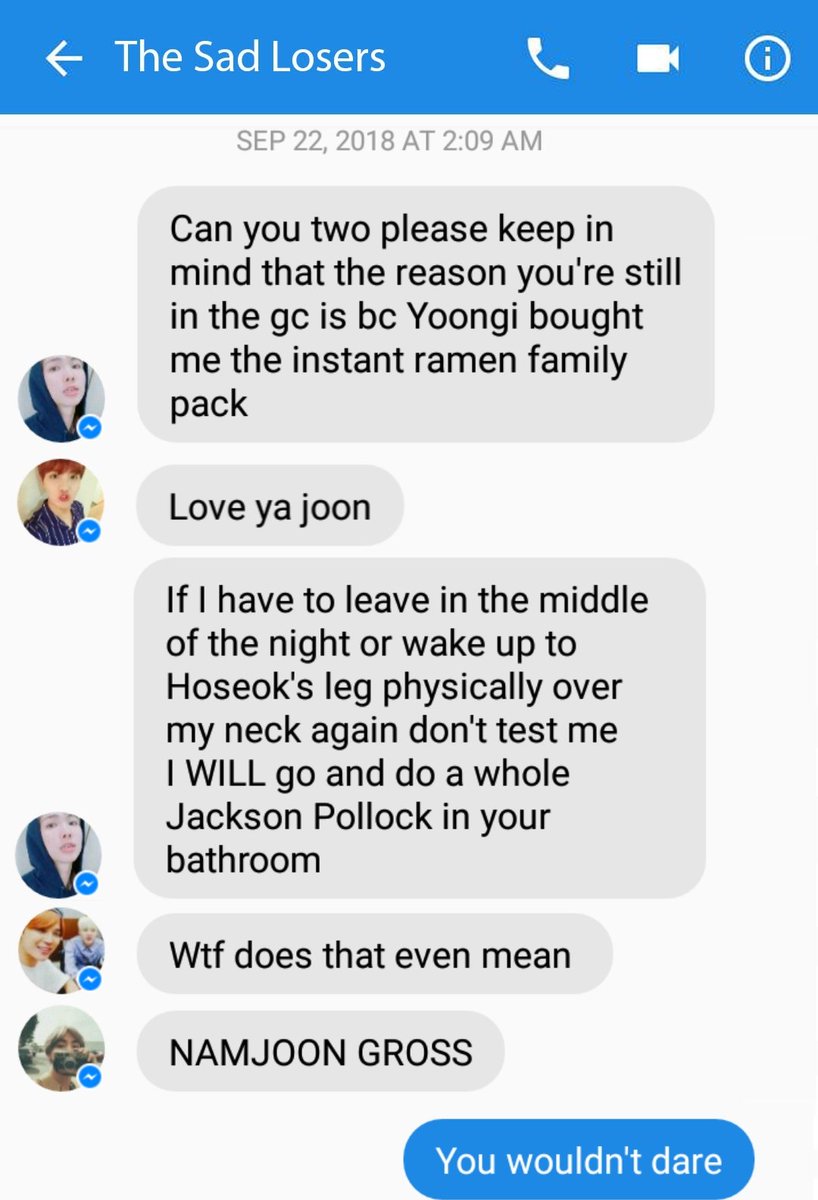 The Sad Losers
SEP 22, 2018 AT 2:09 AM
Can you two please keep in
mind that the reason you're still
in the gc is bc Yoongi bought
me the instant ramen family
pack
Love ya joon
If I have to leave in the middle
of the night or wake up to
Hoseok's leg physically over
my neck again don't test me
I WILL go and do a whole
Jackson Pollock in your
bathroom
Wtf does that even mean
NAMJOON GROSS
You wouldn't dare